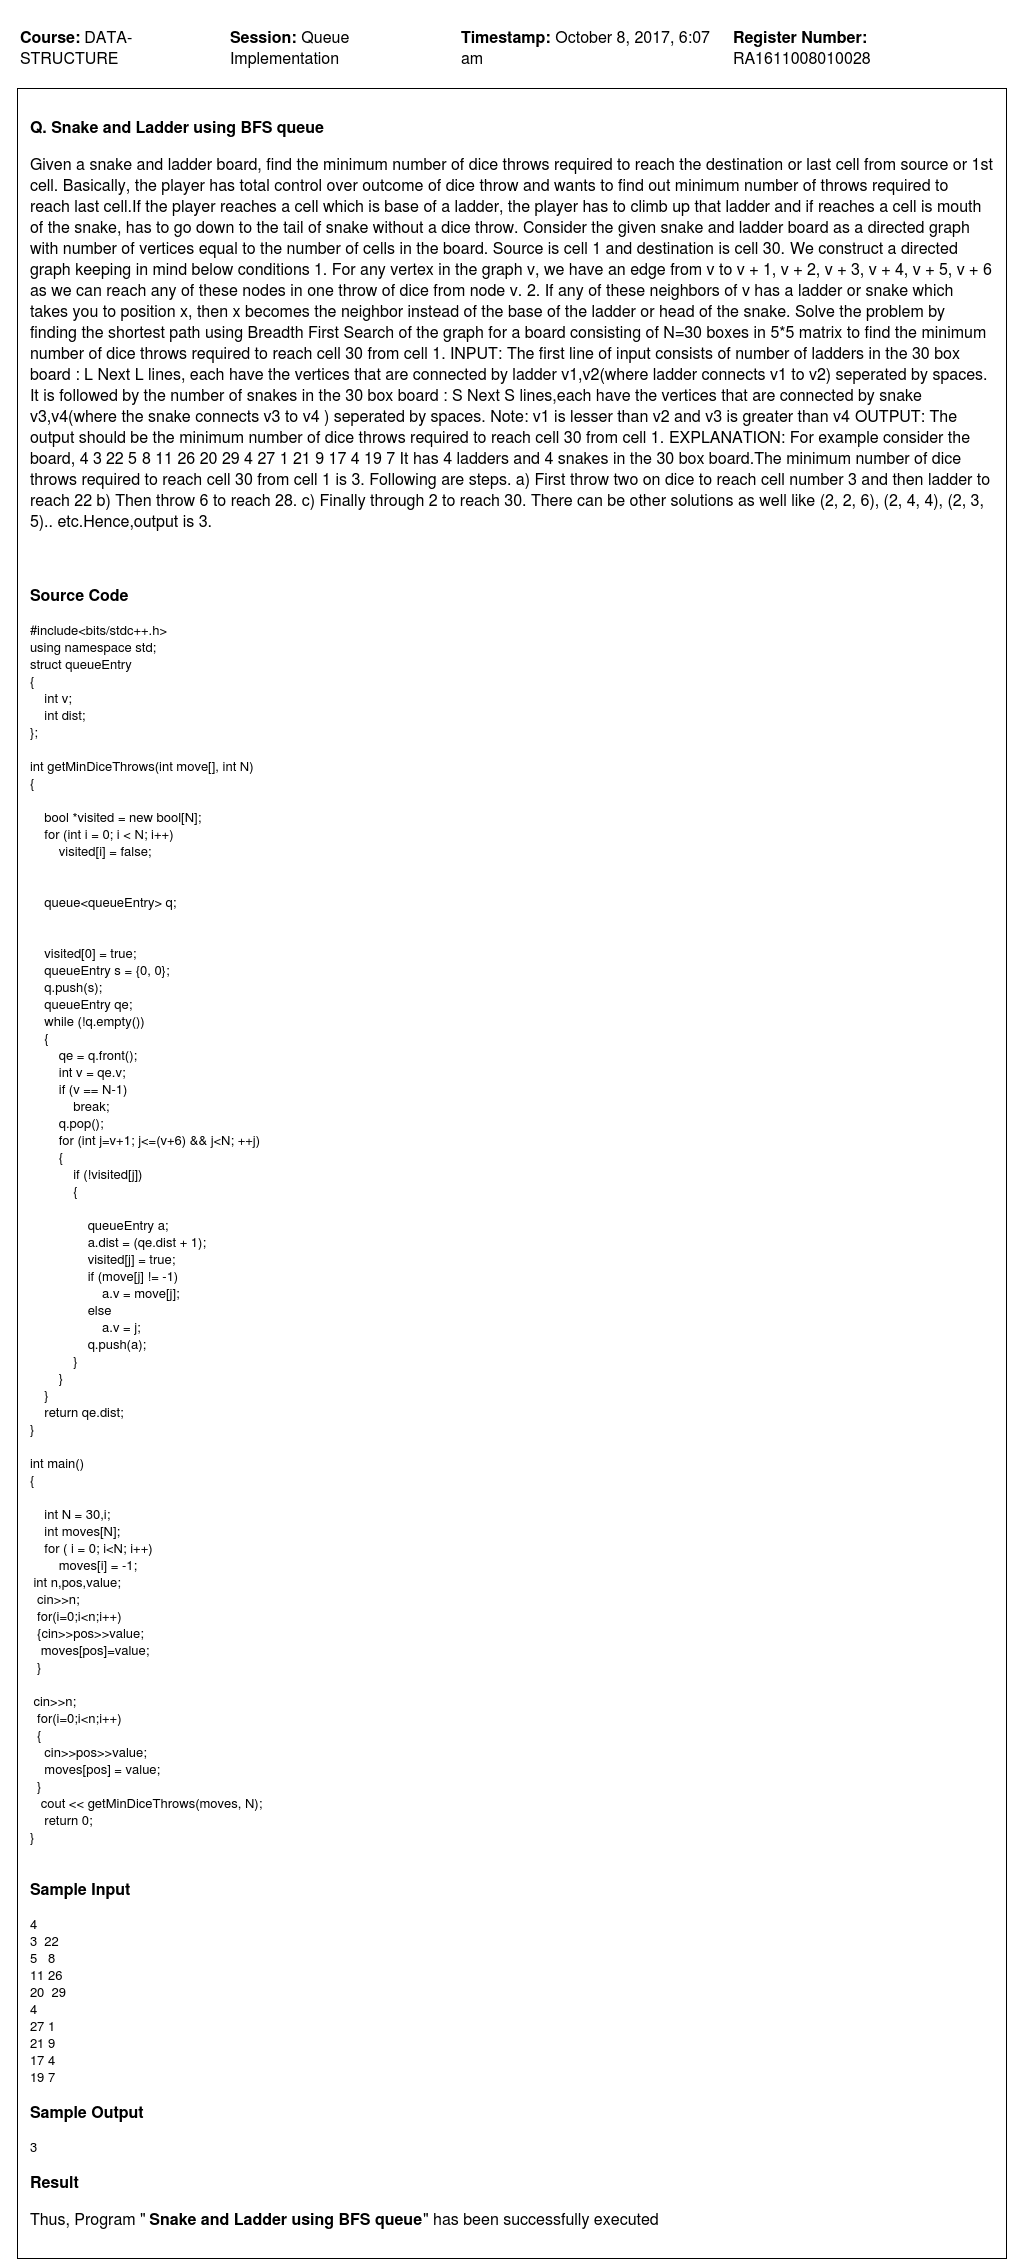 Course: DATA-STRUCTURE
Session: Queue Implementation
Timestamp: October 8, 2017, 6:07 am
Register Number: RA1611008010028
Q. Snake and Ladder using BFS queue
Given a snake and ladder board, find the minimum number of dice throws required to reach the destination or last cell from source or 1st
cell. Basically, the player has total control over outcome of dice throw and wants to find out minimum number of throws required to
reach last cell.If the player reaches a cell which is base of a ladder, the player has to climb up that ladder and if reaches a cell is mouth
of the snake, has to go down to the tail of snake without a dice throw. Consider the given snake and ladder board as a directed graph
with number of vertices equal to the number of cells in the board. Source is cell 1 and destination is cell 30. We construct a directed
graph keeping in mind below conditions 1. For any vertex in the graph v, we have an edge from v to v + 1, v + 2, v + 3, v + 4, v + 5, v + 6
as we can reach any of these nodes in one throw of dice from node v. 2. If any of these neighbors of v has a ladder or snake which
takes you to position x, then x becomes the neighbor instead of the base of the ladder or head of the snake. Solve the problem by
finding the shortest path using Breadth First Search of the graph for a board consisting of N=30 boxes in 5*5 matrix to find the minimum
number of dice throws required to reach cell 30 from cell 1. INPUT: The first line of input consists of number of ladders in the 30 box
board : L Next L lines, each have the vertices that are connected by ladder v1,v2(where ladder connects v1 to v2) seperated by spaces.
It is followed by the number of snakes in the 30 box board : S Next S lines,each have the vertices that are connected by snake
v3,v4(where the snake connects v3 to v4 ) seperated by spaces. Note: v1 is lesser than v2 and v3 is greater than v4 OUTPUT: The
output should be the minimum number of dice throws required to reach cell 30 from cell 1. EXPLANATION: For example consider the
board, 4 3 22 5 8 11 26 20 29 4 27 1 21 9 17 4 19 7 It has 4 ladders and 4 snakes in the 30 box board.The minimum number of dice
throws required to reach cell 30 from cell 1 is 3. Following are steps. a) First throw two on dice to reach cell number 3 and then ladder to
reach 22 b) Then throw 6 to reach 28. c) Finally through 2 to reach 30. There can be other solutions as well like (2, 2, 6), (2, 4, 4), (2, 3,
5).. etc.Hence,output is 3.
Source Code
#include<bits/stdc++.h>
using namespace std;
struct queueEntry
{
int v;
int dist;
};
int getMinDiceThrows(int move[], int N)
{
bool *visited = new bool[N];
for (int i = 0; i < N; i++)
visited[i] = false;
queue<queueEntry> q;
visited[0] = true;
queueEntry s = {0, 0};
q.push(s);
queueEntry qe;
while (!q.empty())
{
qe = q.front();
int v = qe.v;
if (v == N-1)
break;
q.pop();
for (int j=v+1; j<=(v+6) && j<N; ++j)
{
if (!visited[j])
{
queueEntry a;
a.dist = (qe.dist + 1);
visited[j] = true;
if (move[j] != -1)
a.v = move[j];
else
a.v = j;
q.push(a);
}
}
}
return qe.dist;
}
int main()
{
int N = 30,i;
int moves[N];
for ( i = 0; i<N; i++)
moves[i] = -1;
int n,pos,value;
cin>>n;
for(i=0;i<n;i++)
{cin>>pos>>value;
moves[pos]=value;
}
cin>>n;
for(i=0;i<n;i++)
{
cin>>pos>>value;
moves[pos] = value;
}
cout << getMinDiceThrows(moves, N);
return 0;
}
Sample Input
4
3 22
5 8
11 26
20 29
4
27 1
21 9
17 4
19 7
Sample Output
3
Result
Thus, Program " Snake and Ladder using BFS queue" has been successfully executed